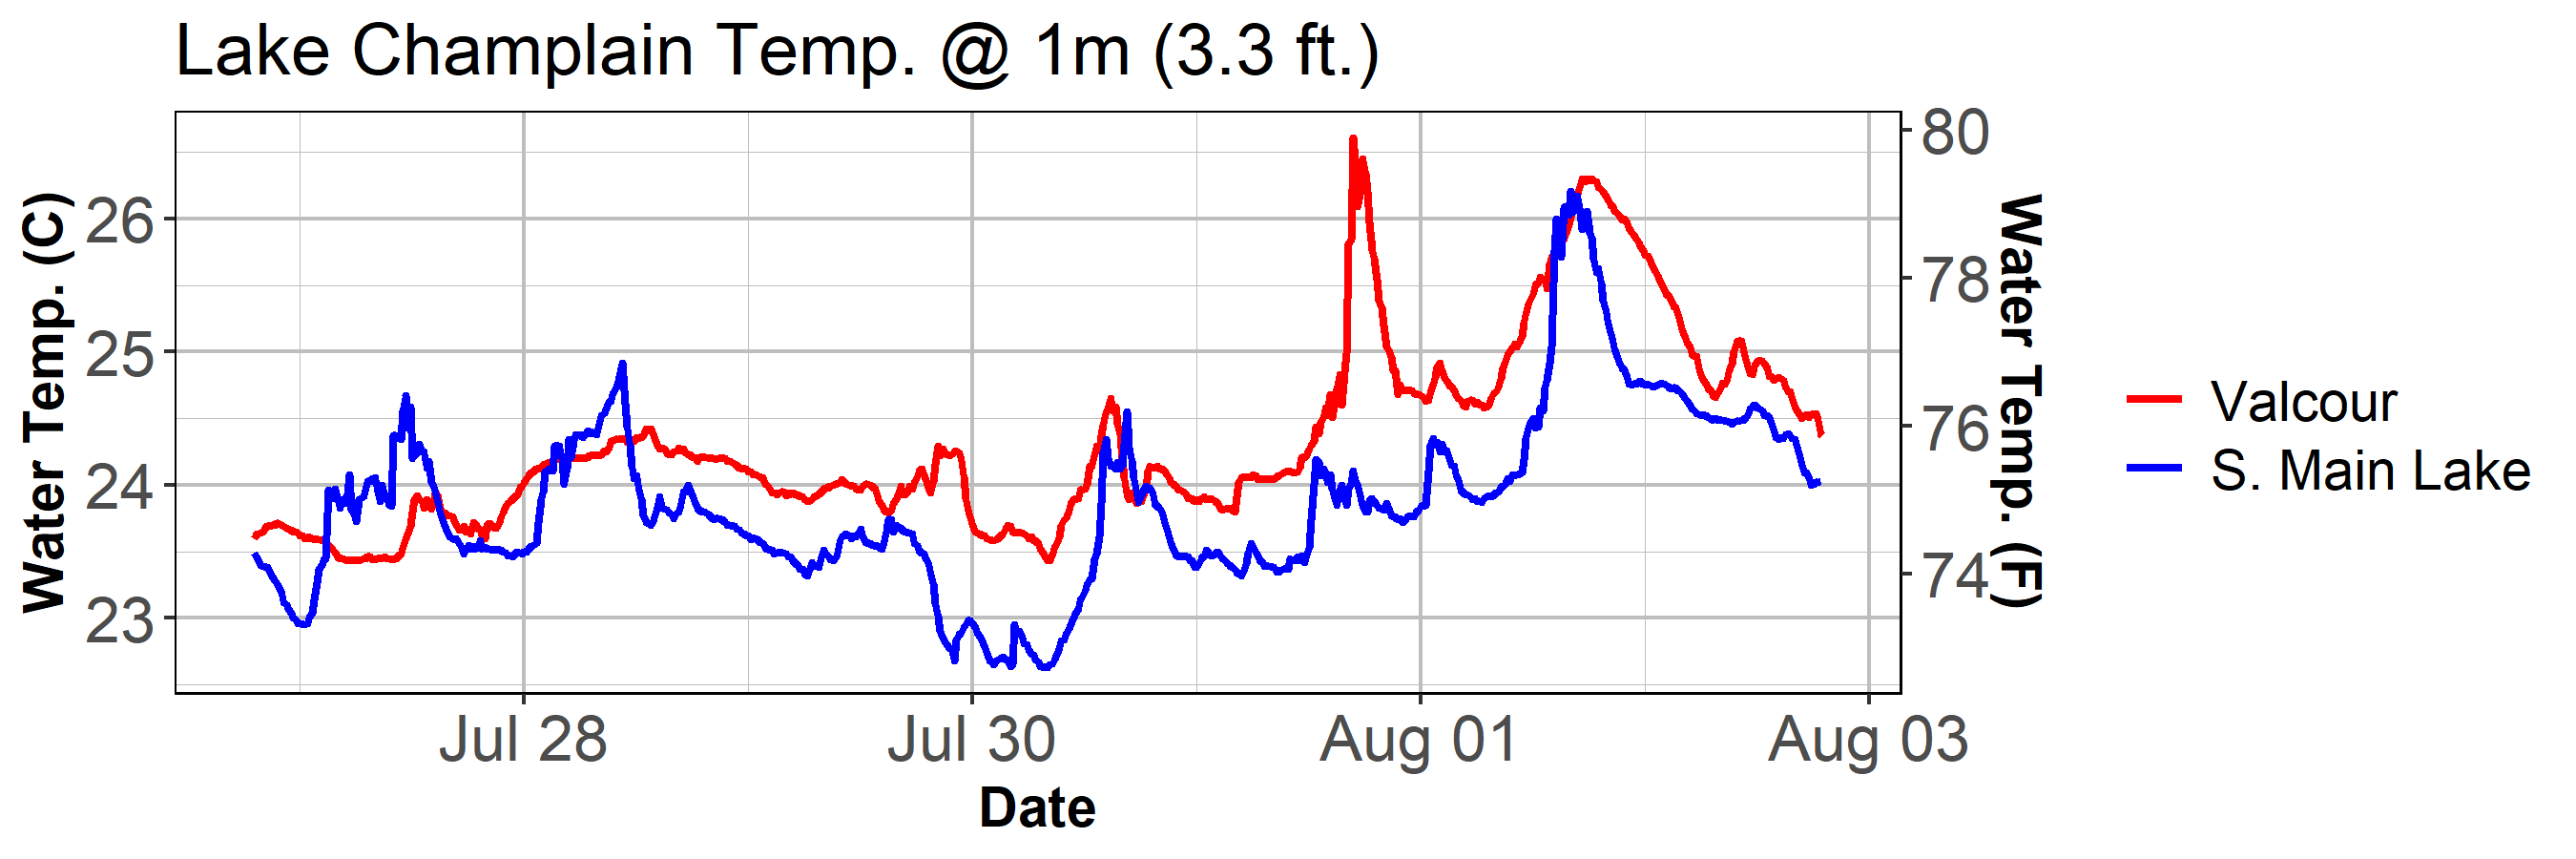 Lake Champlain Temp. @ 1m (3.3 ft.)
Water Temp. (C)
26
25
24
23
80
78
76
74
Water Temp. (F)
Jul 28
Jul 30
Aug 01
Aug 03
Date
Valcour
S. Main Lake